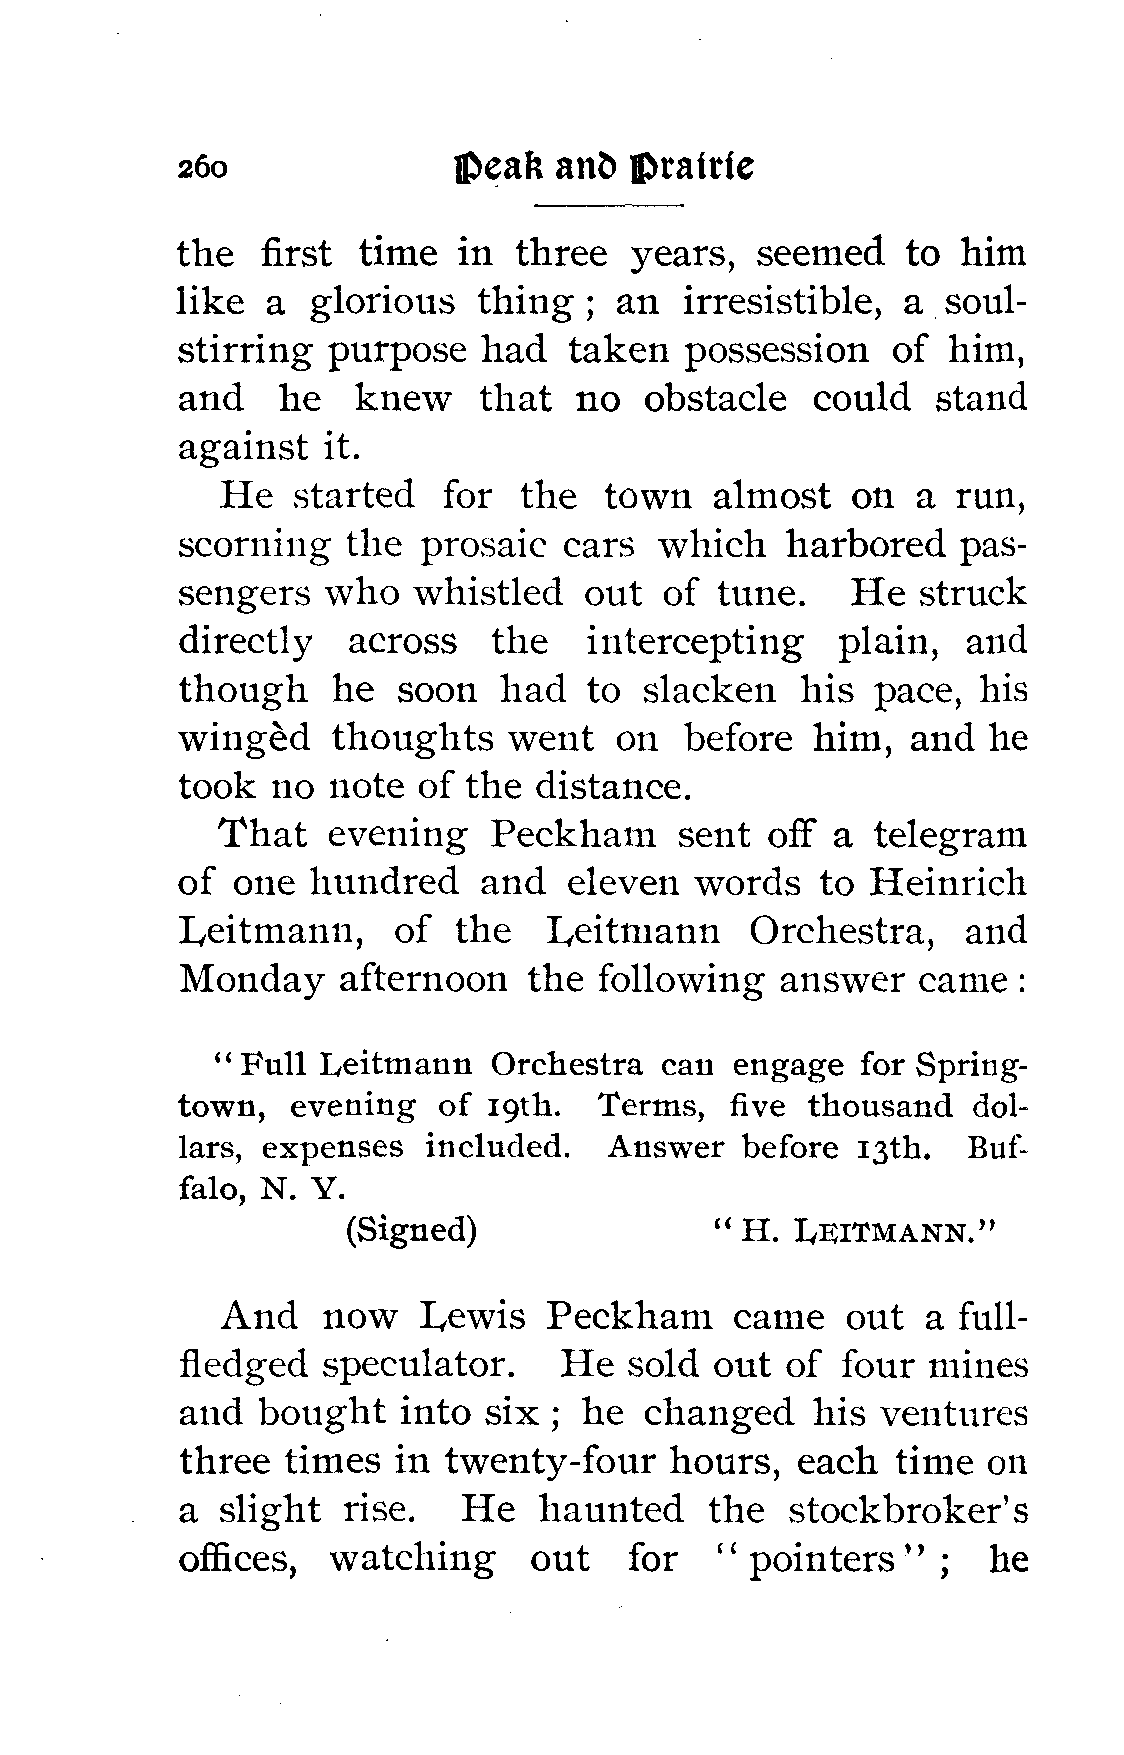 260 Peak and Prairie
the first time in three years, seemed to him
like a glorious thing ; an irresistible, a soul-
stirring purpose had taken possession of him,
and he knew that no obstacle could stand
against it.
He started for the town almost on a run,
scorning the prosaic cars which harbored pas-
sengers who whistled out of tune. He struck
directly across the intercepting plain, and
though he soon had to slacken his pace, his
wingèd thoughts went on before him, and he
took no note of the distance.
That evening Peckham sent off a telegram
of one hundred and eleven words to Heinrich
Leitmann, of the Leitmann Orchestra, and
Monday afternoon the following answer came :
" Full Leitmann Orchestra can engage for Spring-
town, evening of 19th. Terms, five thousand dol-
lars, expenses included. Answer before 13th. Buf-
falo, N. Y.
(Signed) " H. LEITMANN."
And now Lewis Peckham came out a full-
fledged speculator. He sold out of four mines
and bought into six ; he changed his ventures
three times in twenty-four hours, each time on
a slight rise. He haunted the stockbroker's
offices, watching out for " pointers " ; he